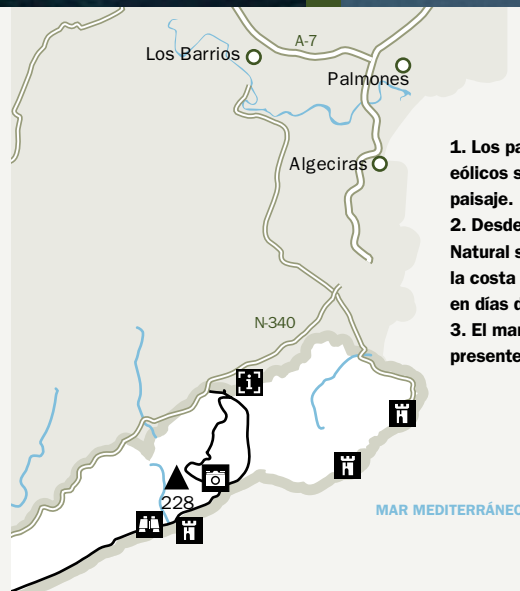 Los Barrios
A-7
Palmones
Algeciras
N-340
228
MAR MEDITERRÁNEO
1. Los pa
eólicos s
paisaje.
2. Desde
Natural s
la costa
en días d
3. El mar
presente